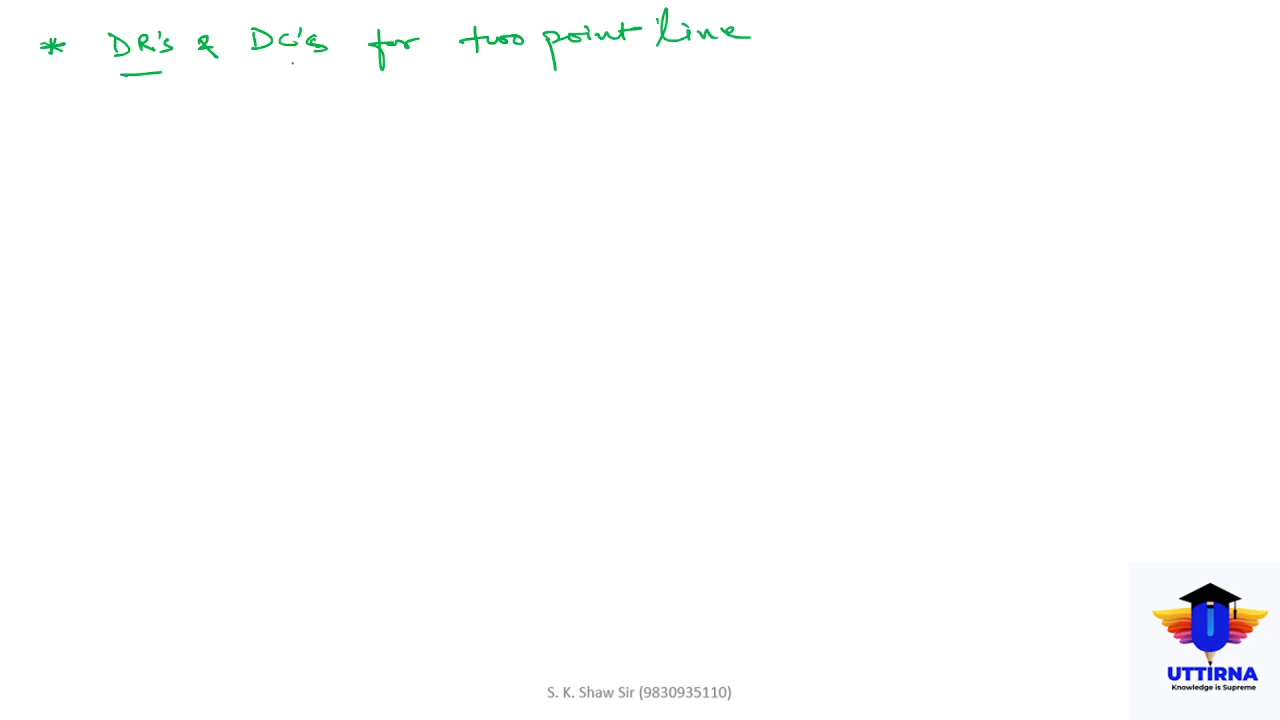 * DR's & DC's for two point line
UTTIRNA
Knowledge is Supreme
S. K. Shaw Sir (9830935110)